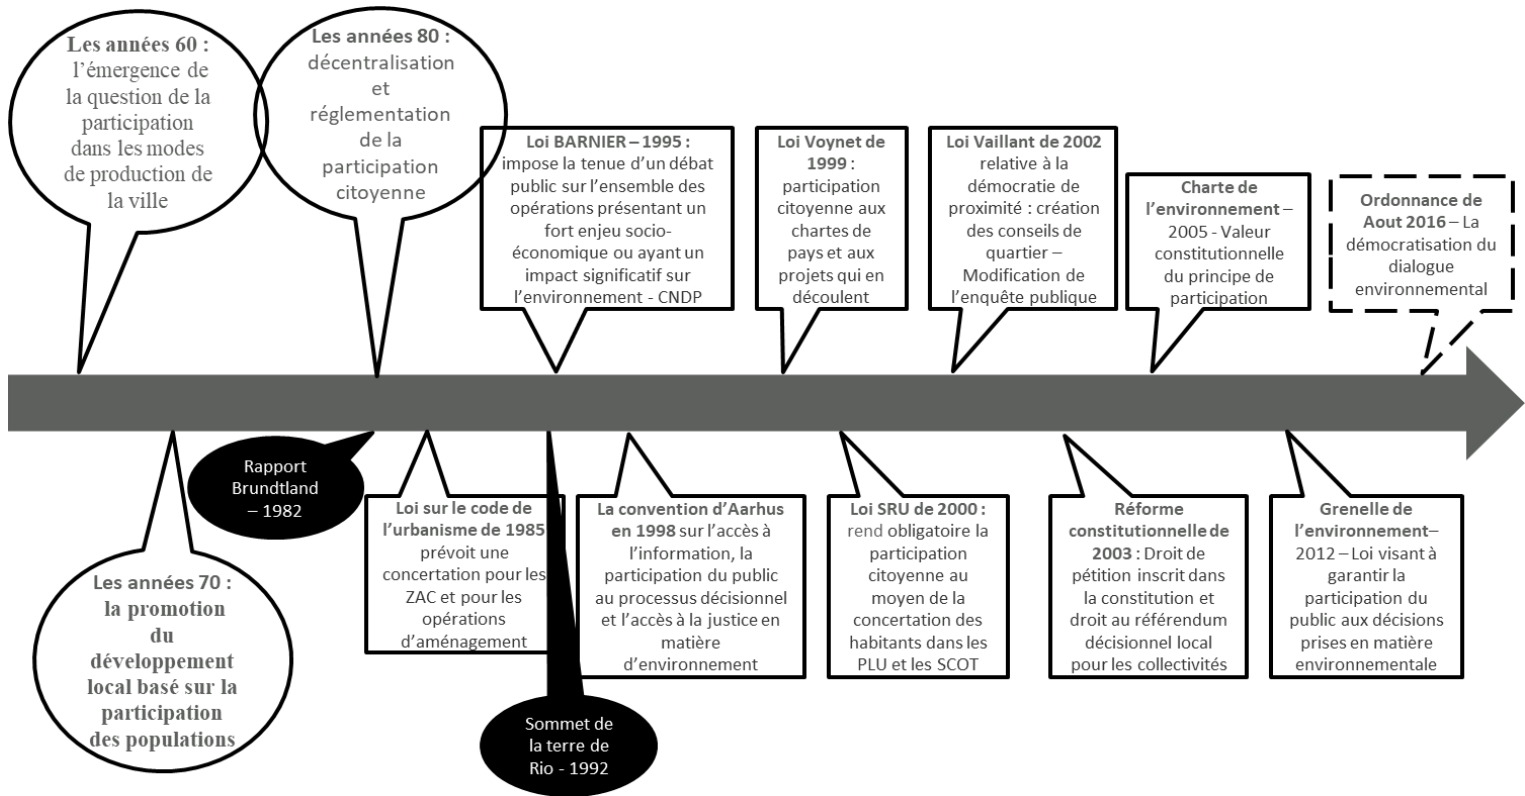 Les années 60 :
l’émergence de
la question de la
participation
dans les modes
de production de
la ville
Les années 80 :
décentralisation
et
réglementation
de la
participation
citoyenne
Loi BARNIER – 1995 :
impose la tenue d’un débat
public sur l’ensemble des
opérations présentant un
fort enjeu socio-
économique ou ayant un
impact significatif sur
l’environnement - CNDP
Loi Voynet de
1999 :
participation
citoyenne aux
chartes de
pays et aux
projets qui en
découlent
Loi Vaillant de 2002
relative à la
démocratie de
proximité : création
des conseils de
quartier –
Modification de
l’enquête publique
Charte de
l’environnement –
2005 - Valeur
constitutionnelle
du principe de
participation
Ordonnance de
Aout 2016 – La
démocratisation du
dialogue
environnemental
Les années 70 :
la promotion
du
développement
local basé sur la
participation
des populations
Rapport
Brundtland
– 1982
Loi sur le code de
l’urbanisme de 1985
prévoit une
concertation pour les
ZAC et pour les
opérations
d’aménagement
Sommet de
la terre de
Rio - 1992
La convention d’Aarhus
en 1998 sur l’accès à
l’information, la
participation du public
au processus décisionnel
et l’accès à la justice en
matière
d’environnement
Loi SRU de 2000 :
rend obligatoire la
participation
citoyenne au
moyen de la
concertation des
habitants dans les
PLU et les SCOT
Réforme
constitutionnelle de
2003 : Droit de
pétition inscrit dans
la constitution et
droit au référendum
décisionnel local
pour les collectivités
Grenelle de
l’environnement–
2012 – Loi visant à
garantir la
participation du
public aux décisions
prises en matière
environnementale